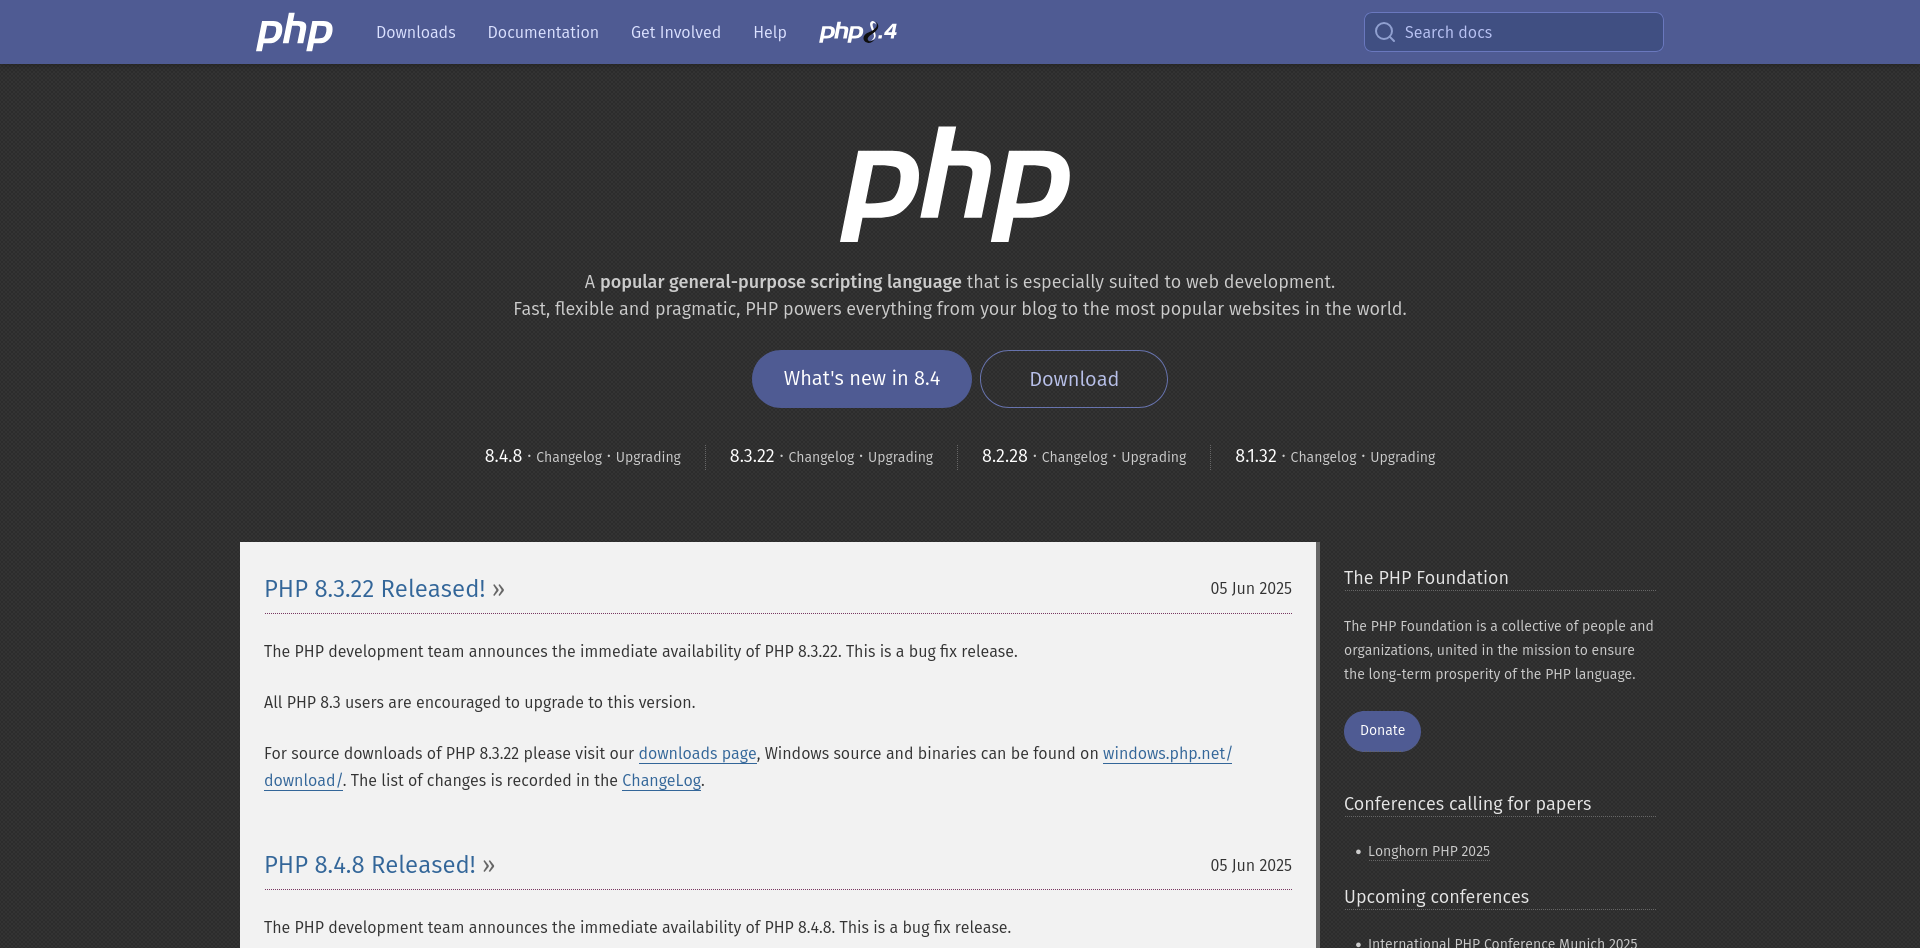 php
Downloads
Documentation
Get Involved
Help
php8.4
Search docs
php
A popular general-purpose scripting language that is especially suited to web development.
Fast, flexible and pragmatic, PHP powers everything from your blog to the most popular websites in the world.
What's new in 8.4
Download
8.4.8 · Changelog · Upgrading
8.3.22 · Changelog · Upgrading
8.2.28 · Changelog · Upgrading
8.1.32 · Changelog · Upgrading
PHP 8.3.22 Released! »
05 Jun 2025
The PHP development team announces the immediate availability of PHP 8.3.22. This is a bug fix release.
All PHP 8.3 users are encouraged to upgrade to this version.
For source downloads of PHP 8.3.22 please visit our downloads page, Windows source and binaries can be found on windows.php.net/
download/. The list of changes is recorded in the ChangeLog.
PHP 8.4.8 Released! »
05 Jun 2025
The PHP development team announces the immediate availability of PHP 8.4.8. This is a bug fix release.
The PHP Foundation
The PHP Foundation is a collective of people and
organizations, united in the mission to ensure
the long-term prosperity of the PHP language.
Donate
Conferences calling for papers
• Longhorn PHP 2025
Upcoming conferences
• International PHP Conference Munich 2025